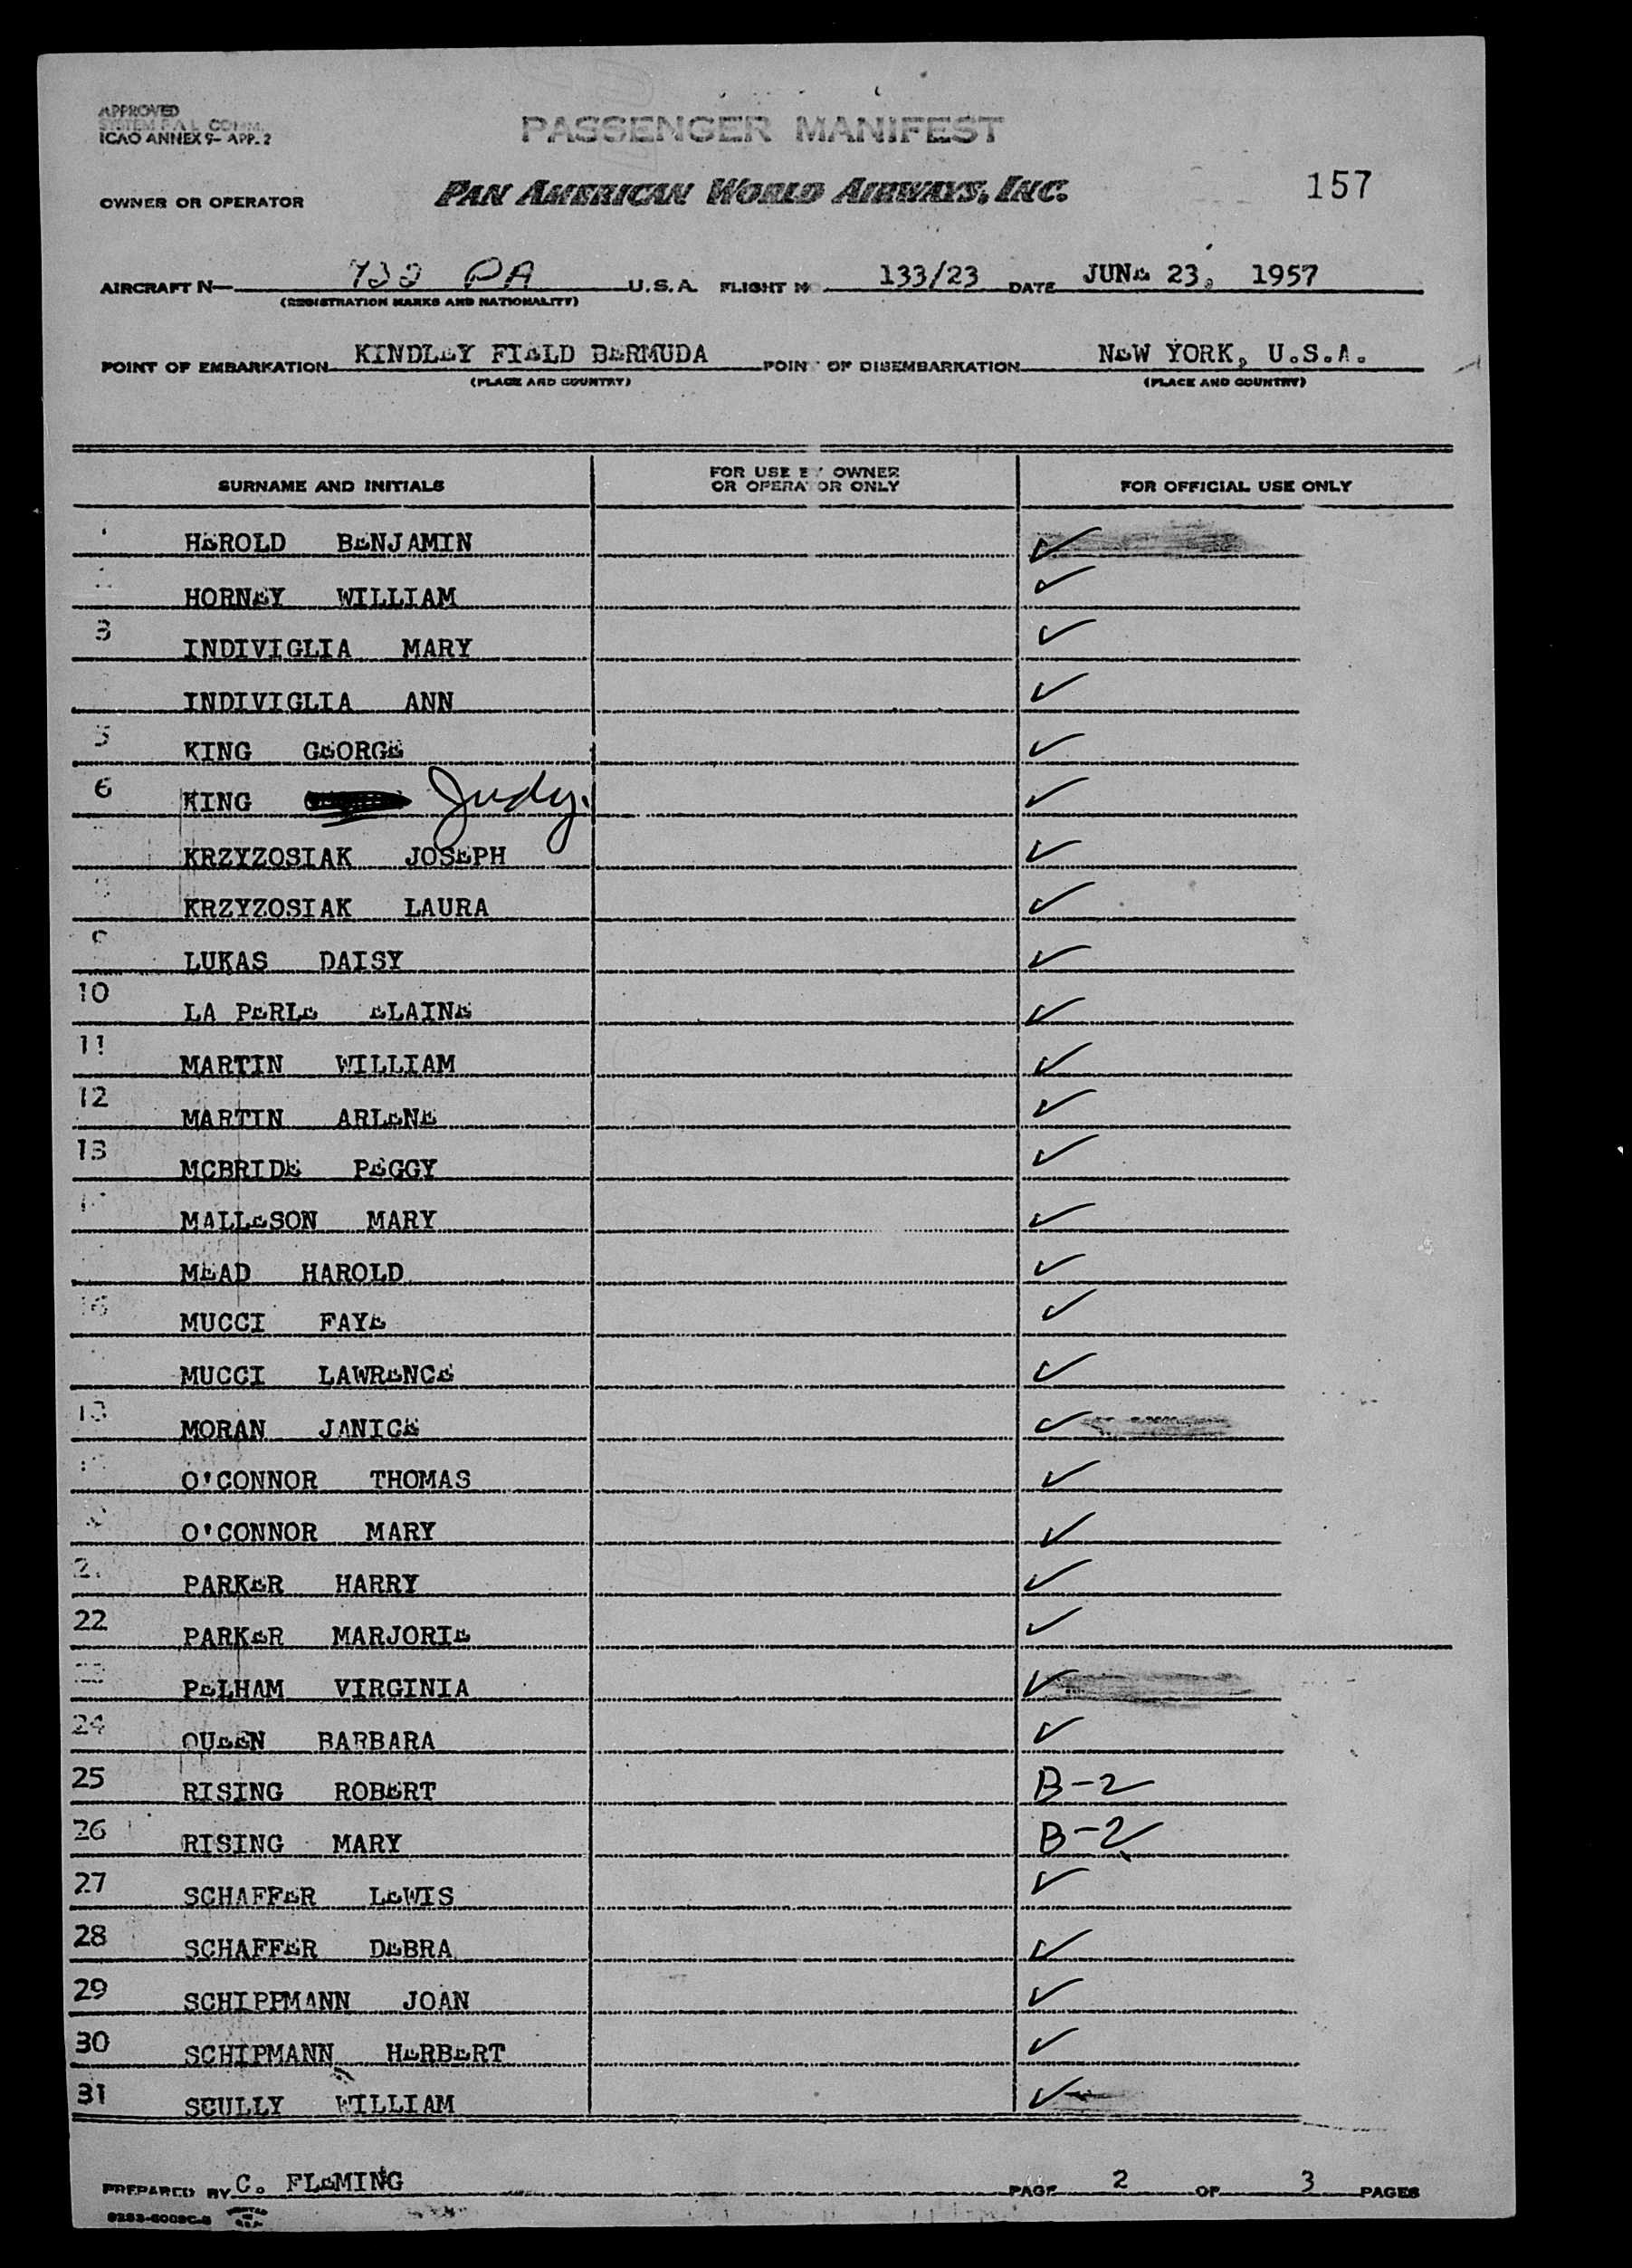 APPROVED
SYSTEM F.A.L. COMM.
ICAO ANNEX 9- APP. 2
PASSENGER MANIFEST
OWNER OR OPERATOR PAN AMERICAN WORLD AIRWAYS, INC. 157
AIRCRAFT N— PA U.S.A. FLIGHT No 133/23 DATE JUNE 23, 1957
(REGISTRATION MARKS AND NATIONALITY)
POINT OF EMBARKATION KINDLEY FIELD BERMUDA POINT OF DISEMBARKATION NEW YORK, U.S.A.
(PLACE AND COUNTRY) (PLACE AND COUNTRY)
SURNAME AND INITIALS FOR USE BY OWNER OR OPERATOR ONLY FOR OFFICIAL USE ONLY
HEROLD BENJAMIN ✓
HORNEY WILLIAM ✓
3 INDIVIGLIA MARY ✓
INDIVIGLIA ANN ✓
5 KING GEORGE ✓
6 KING Judy. ✓
KRZYZOSIAK JOSEPH ✓
KRZYZOSIAK LAURA ✓
9 LUKAS DAISY ✓
10 LA PERLE ELAINE ✓
11 MARTIN WILLIAM ✓
12 MARTIN ARLENE ✓
13 MCBRIDE PEGGY ✓
MALLESON MARY ✓
MEAD HAROLD ✓
16 MUCCI FAYE ✓
MUCCI LAWRENCE ✓
18 MORAN JANICE ✓
O'CONNOR THOMAS ✓
O'CONNOR MARY ✓
21 PARKER HARRY ✓
22 PARKER MARJORIE ✓
23 PELHAM VIRGINIA ✓
24 QUEEN BARBARA ✓
25 RISING ROBERT B-2
26 RISING MARY B-2
27 SCHAFFER LEWIS ✓
28 SCHAFFER DEBRA ✓
29 SCHIPPMANN JOAN ✓
30 SCHIPMANN HERBERT ✓
31 SCULLY WILLIAM ✓
PREPARED BY C. FLEMING PAGE 2 OF 3 PAGES